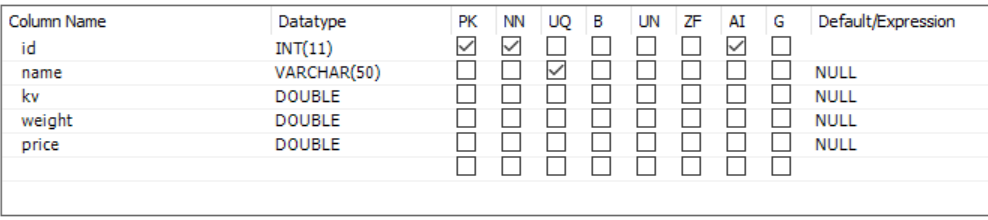 Column Name Datatype PK NN UQ B UN ZF AI G Default/Expression
id INT(11)
name VARCHAR(50) NULL
kv DOUBLE NULL
weight DOUBLE NULL
price DOUBLE NULL